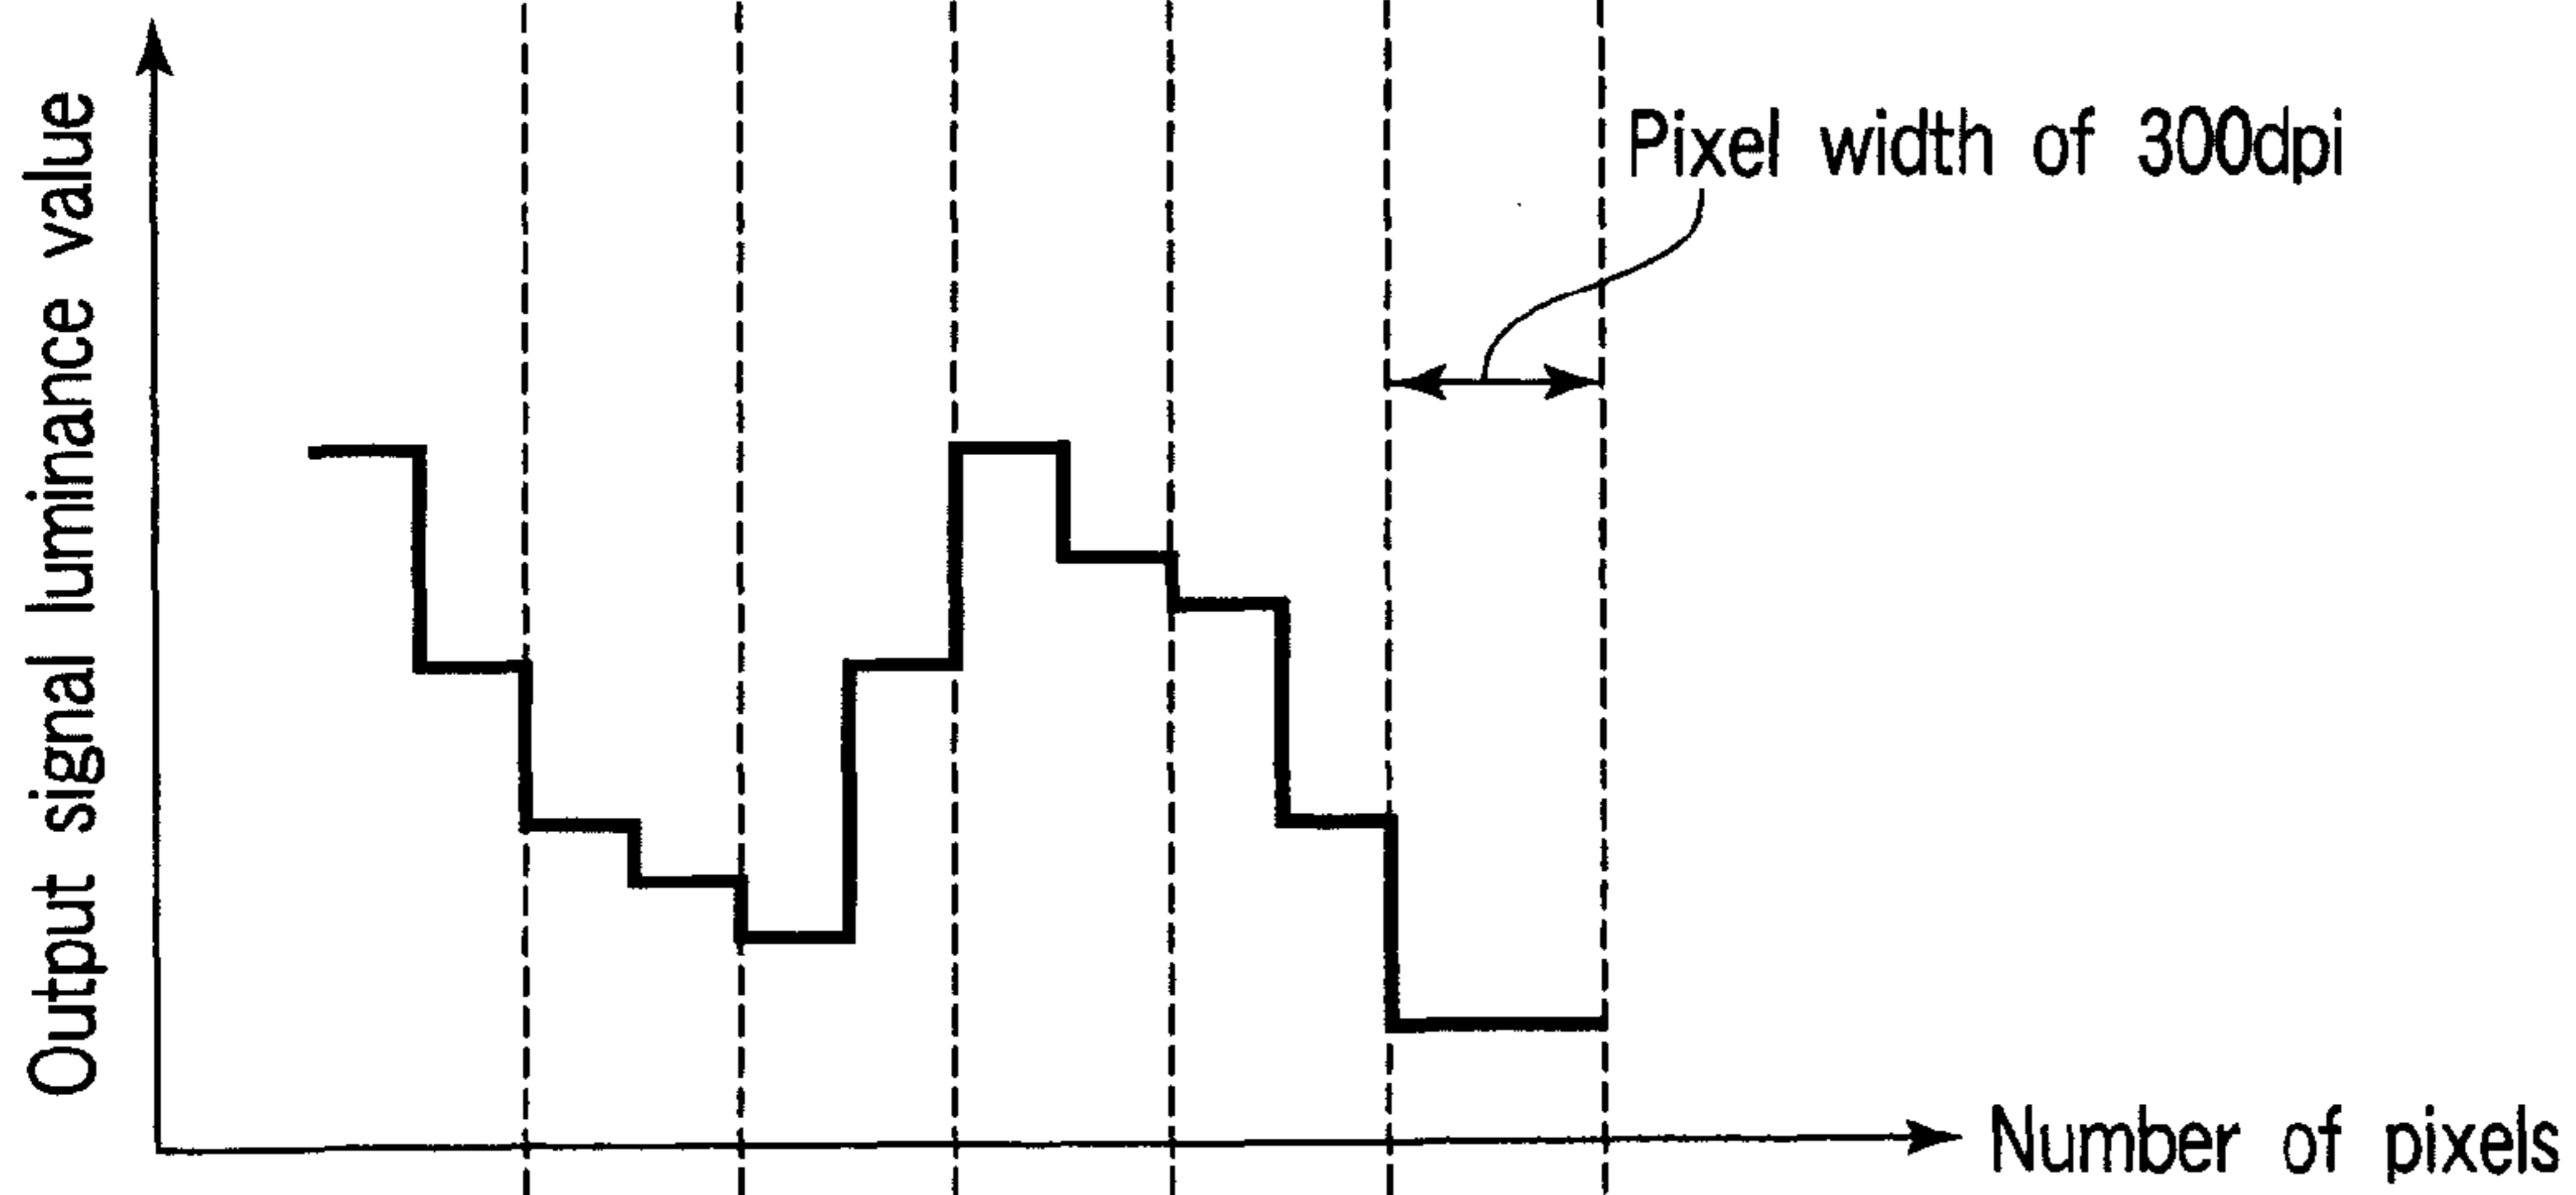 Output signal luminance value
Pixel width of 300dpi
Number of pixels